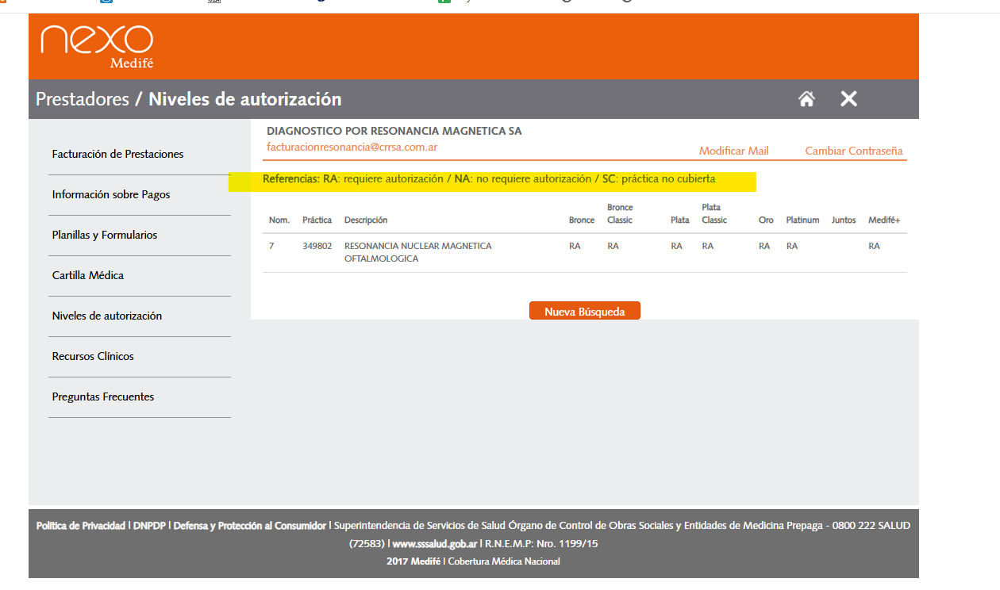 nexo
Medifé
Prestadores / Niveles de autorización
Facturación de Prestaciones
Información sobre Pagos
Planillas y Formularios
Cartilla Médica
Niveles de autorización
Recursos Clínicos
Preguntas Frecuentes
DIAGNOSTICO POR RESONANCIA MAGNETICA SA
facturacionresonancia@crrsa.com.ar
Modificar Mail Cambiar Contraseña
Referencias: RA: requiere autorización / NA: no requiere autorización / SC: práctica no cubierta
Nom. Práctica Descripción Bronce Bronce Classic Plata Plata Classic Oro Platinum Juntos Medifé+
7 349802 RESONANCIA NUCLEAR MAGNETICA RA RA RA RA RA RA RA
OFTALMOLOGICA
Nueva Búsqueda
Política de Privacidad | DNPDP | Defensa y Protección al Consumidor | Superintendencia de Servicios de Salud Órgano de Control de Obras Sociales y Entidades de Medicina Prepaga - 0800 222 SALUD
(72583) | www.sssalud.gob.ar | R.N.E.M.P: Nro. 1199/15
2017 Medifé | Cobertura Médica Nacional